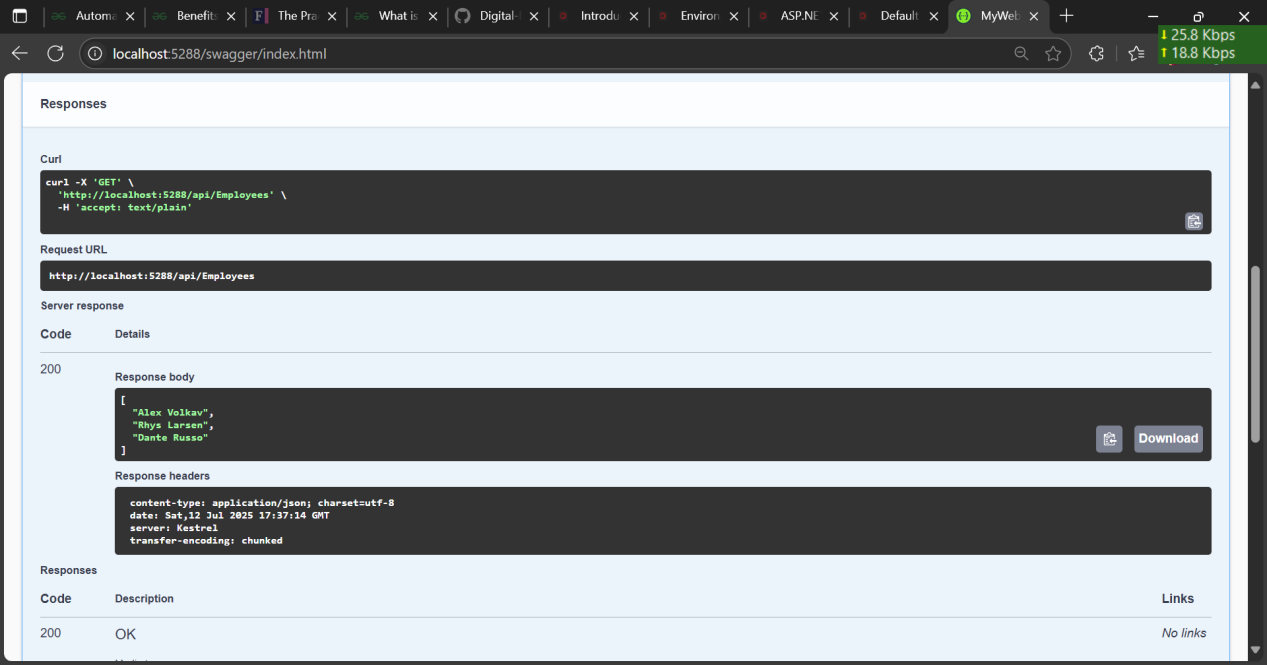 Automa
Benefits
The Pra
What is
Digital-
Introdu
Environ
ASP.NE
Default
MyWeb
25.8 Kbps
18.8 Kbps
localhost:5288/swagger/index.html
Responses
Curl
curl -X 'GET' \
'http://localhost:5288/api/Employees' \
-H 'accept: text/plain'
Request URL
http://localhost:5288/api/Employees
Server response
Code Details
200
Response body
[
"Alex Volkav",
"Rhys Larsen",
"Dante Russo"
]
Download
Response headers
content-type: application/json; charset=utf-8
date: Sat,12 Jul 2025 17:37:14 GMT
server: Kestrel
transfer-encoding: chunked
Responses
Code Description Links
200 OK No links